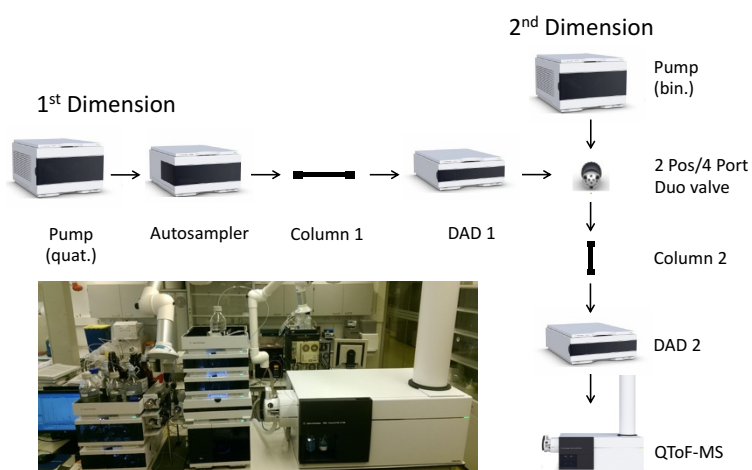 2nd Dimension
Pump
(bin.)
1st Dimension
2 Pos/4 Port
Duo valve
Pump
(quat.)
Autosampler
Column 1
DAD 1
Column 2
DAD 2
QToF-MS